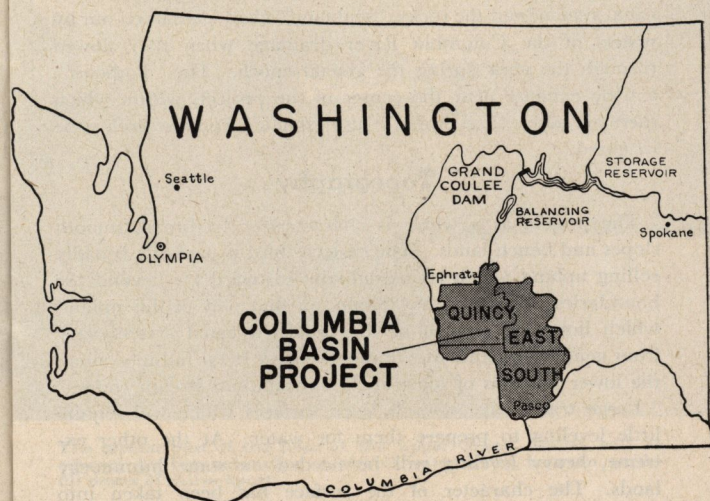 WASHINGTON
Seattle
OLYMPIA
GRAND
COULEE
DAM
STORAGE
RESERVOIR
BALANCING
RESERVOIR
Spokane
Ephrata
COLUMBIA
BASIN
PROJECT
QUINCY
EAST
SOUTH
Pasco
COLUMBIA RIVER